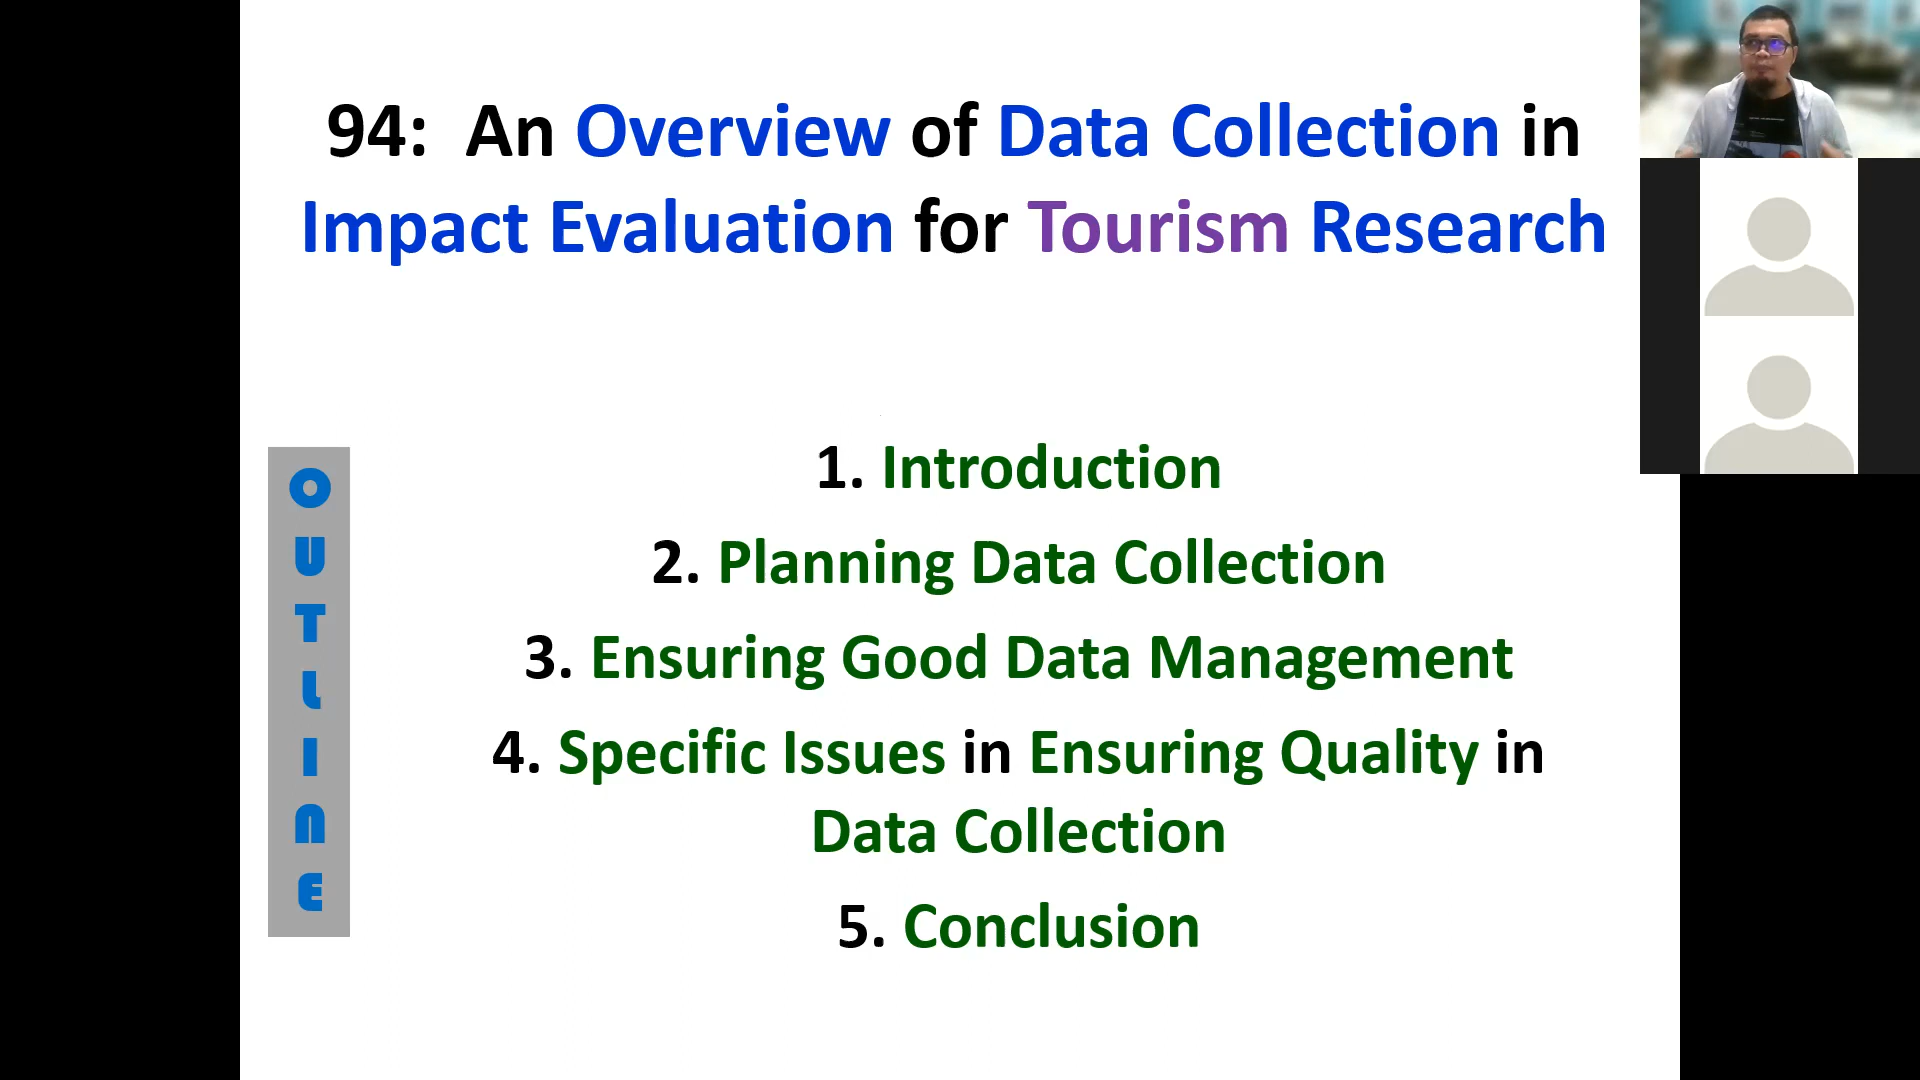 94: An Overview of Data Collection in
Impact Evaluation for Tourism Research
OUTLINE
1. Introduction
2. Planning Data Collection
3. Ensuring Good Data Management
4. Specific Issues in Ensuring Quality in
Data Collection
5. Conclusion